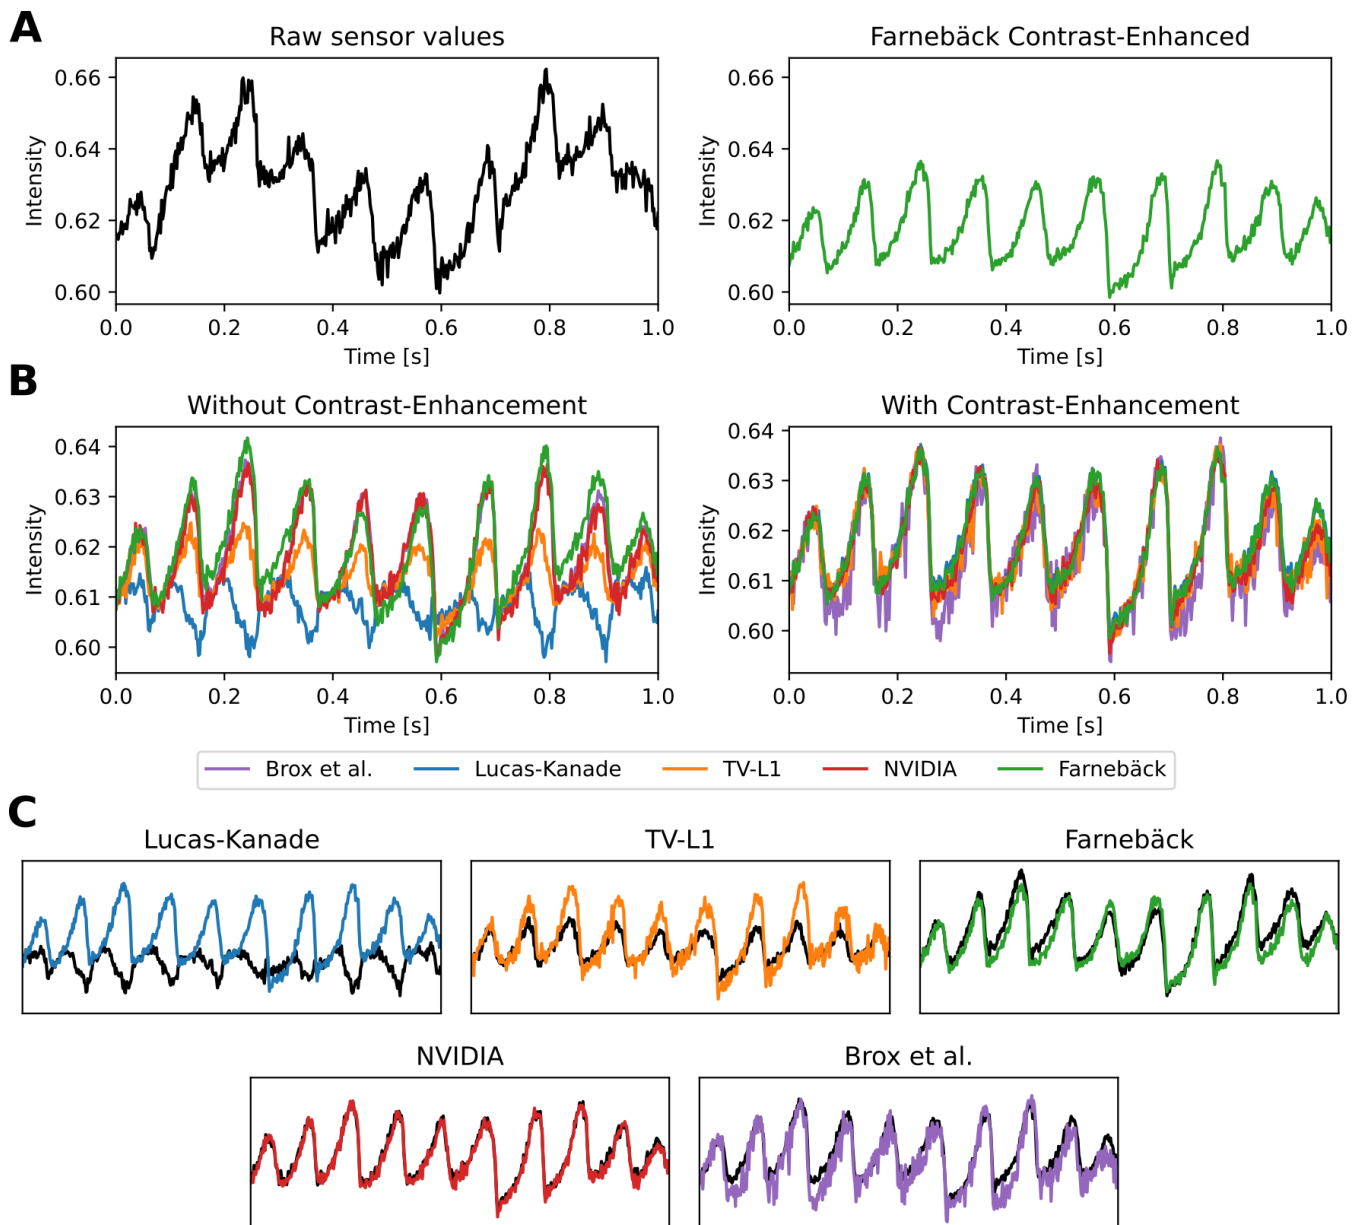 A
Raw sensor values
Farnebäck Contrast-Enhanced
0.66
0.64
0.62
0.60
Intensity
0.0 0.2 0.4 0.6 0.8 1.0
Time [s]
0.66
0.64
0.62
0.60
Intensity
0.0 0.2 0.4 0.6 0.8 1.0
Time [s]
B
Without Contrast-Enhancement
With Contrast-Enhancement
0.64
0.63
0.62
0.61
0.60
Intensity
0.0 0.2 0.4 0.6 0.8 1.0
Time [s]
0.64
0.63
0.62
0.61
0.60
Intensity
0.0 0.2 0.4 0.6 0.8 1.0
Time [s]
Brox et al. Lucas-Kanade TV-L1 NVIDIA Farnebäck
C
Lucas-Kanade
TV-L1
Farnebäck
NVIDIA
Brox et al.